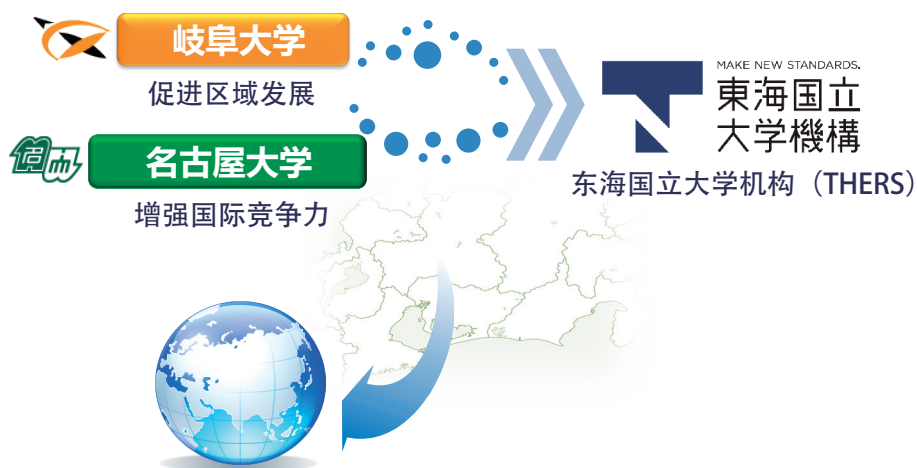 岐阜大学
促进区域发展
名大
名古屋大学
增强国际竞争力
MAKE NEW STANDARDS.
東海国立
大学機構
东海国立大学机构（THERS）